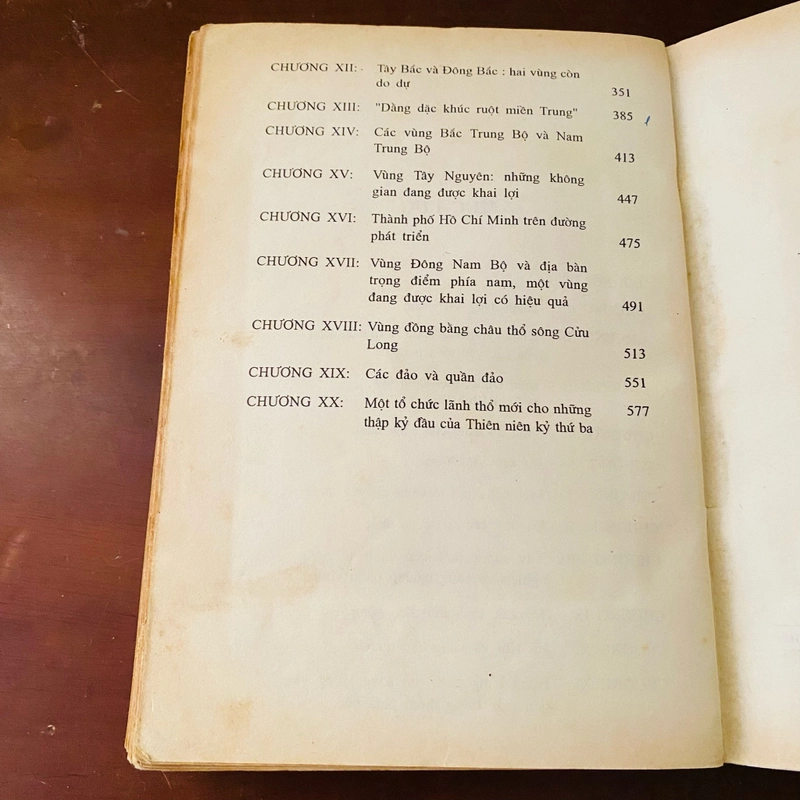 CHƯƠNG XII: Tây Bắc và Đông Bắc : hai vùng còn
do dự 351
CHƯƠNG XIII: "Dằng dặc khúc ruột miền Trung" 385
CHƯƠNG XIV: Các vùng Bắc Trung Bộ và Nam
Trung Bộ 413
CHƯƠNG XV: Vùng Tây Nguyên: những không
gian đang được khai lợi 447
CHƯƠNG XVI: Thành phố Hồ Chí Minh trên đường
phát triển 475
CHƯƠNG XVII: Vùng Đông Nam Bộ và địa bàn
trọng điểm phía nam, một vùng
đang được khai lợi có hiệu quả 491
CHƯƠNG XVIII: Vùng đồng bằng châu thổ sông Cửu
Long 513
CHƯƠNG XIX: Các đảo và quần đảo 551
CHƯƠNG XX: Một tổ chức lãnh thổ mới cho những 577
thập kỷ đầu của Thiên niên kỷ thứ ba